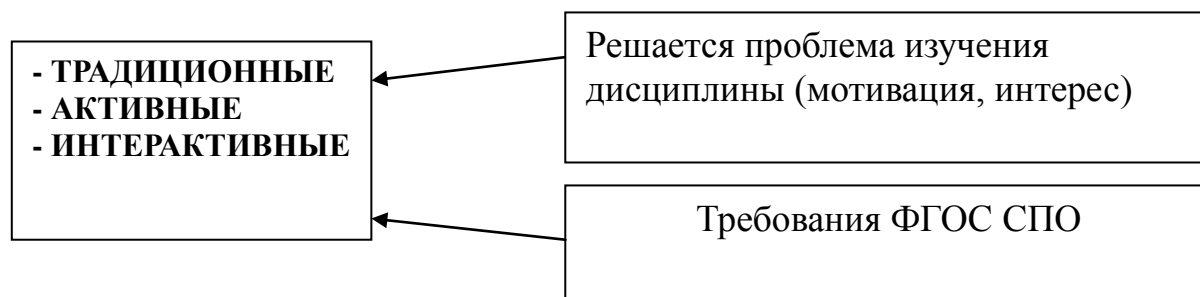 - ТРАДИЦИОННЫЕ
- АКТИВНЫЕ
- ИНТЕРАКТИВНЫЕ
Решается проблема изучения
дисциплины (мотивация, интерес)
Требования ФГОС СПО